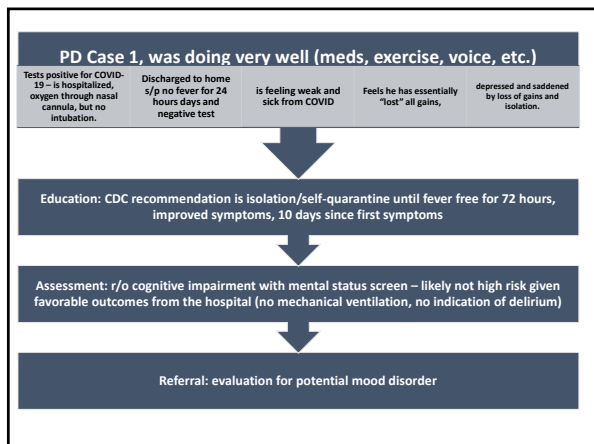 PD Case 1, was doing very well (meds, exercise, voice, etc.)
Tests positive for COVID-
19 – is hospitalized,
oxygen through nasal
cannula, but no
intubation.
Discharged to home
s/p no fever for 24
hours days and
negative test
is feeling weak and
sick from COVID
Feels he has essentially
“lost” all gains,
depressed and saddened
by loss of gains and
isolation.
Education: CDC recommendation is isolation/self-quarantine until fever free for 72 hours,
improved symptoms, 10 days since first symptoms
Assessment: r/o cognitive impairment with mental status screen – likely not high risk given
favorable outcomes from the hospital (no mechanical ventilation, no indication of delirium)
Referral: evaluation for potential mood disorder